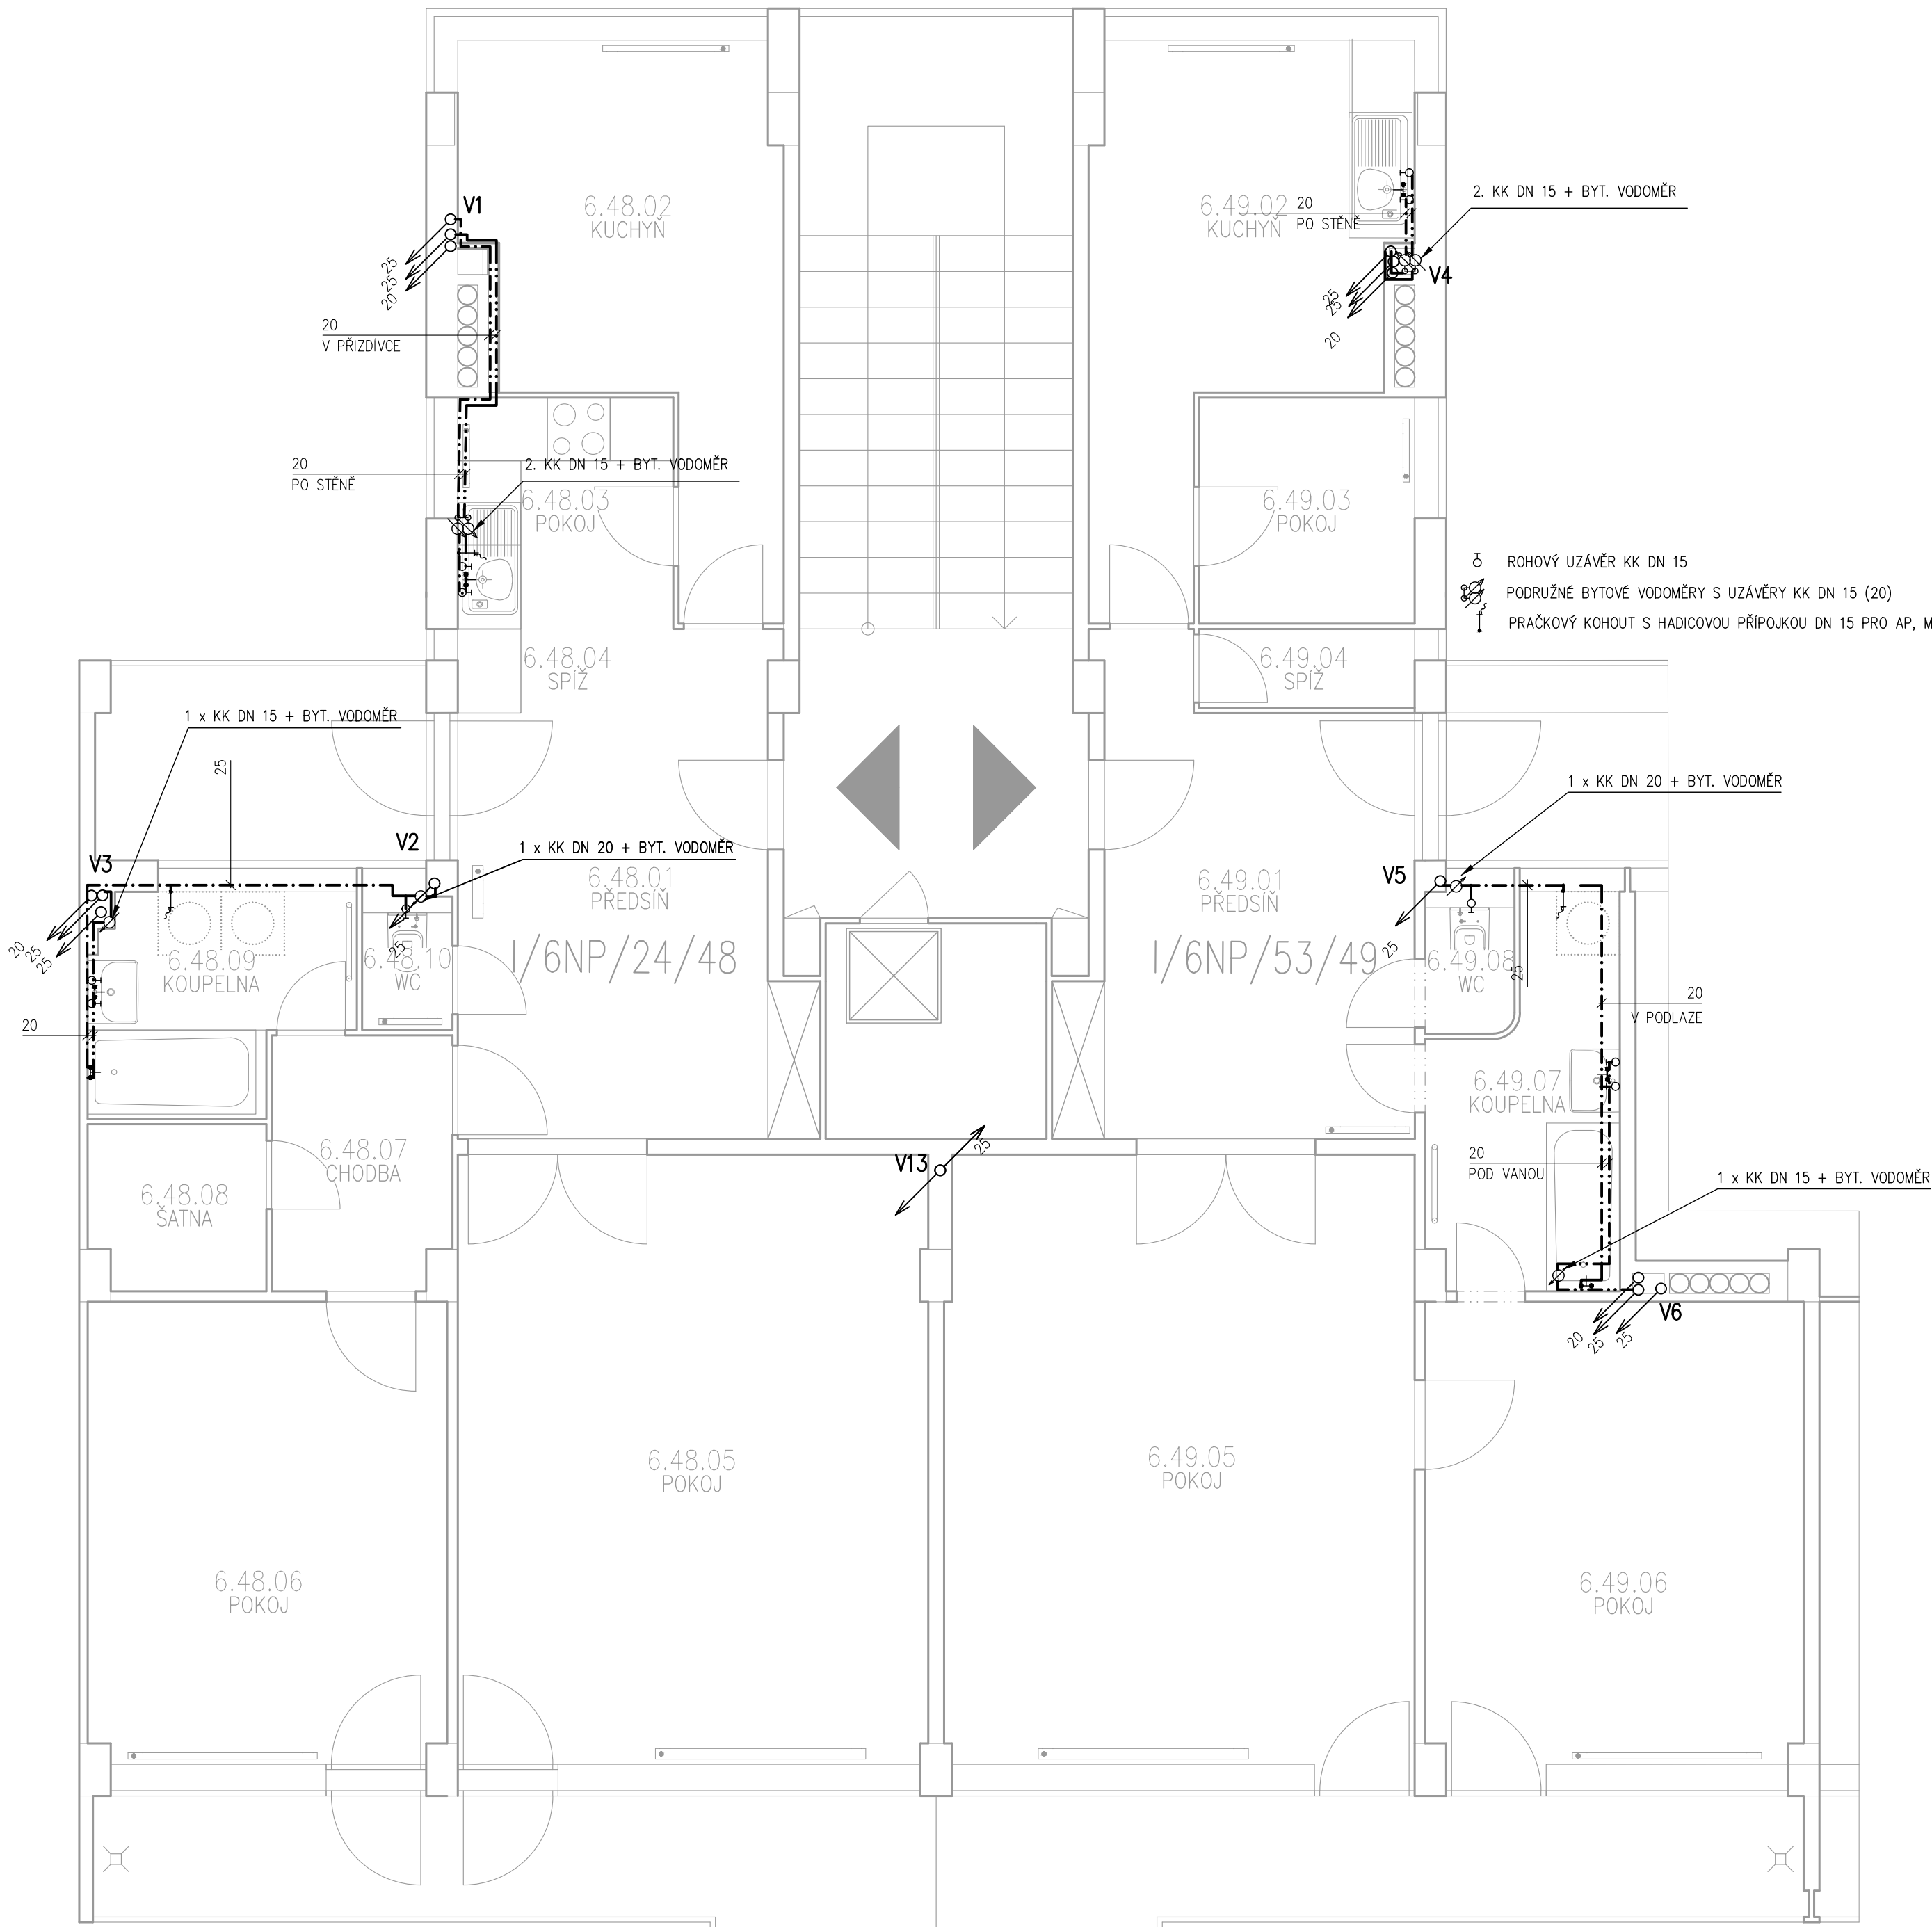 V1
6.48.02
KUCHYŇ
25
25
20
20
V PŘIZDÍVCE
20
PO STĚNĚ
2. KK DN 15 + BYT. VODOMĚR
6.48.03
POKOJ
6.48.04
SPÍŽ
6.49.02
KUCHYŇ
20
PO STĚNĚ
2. KK DN 15 + BYT. VODOMĚR
V4
25
25
20
6.49.03
POKOJ
6.49.04
SPÍŽ
ROHOVÝ UZÁVĚR KK DN 15
PODRUŽNÉ BYTOVÉ VODOMĚRY S UZÁVĚRY KK DN 15 (20)
PRAČKOVÝ KOHOUT S HADICOVOU PŘÍPOJKOU DN 15 PRO AP, M
1 x KK DN 15 + BYT. VODOMĚR
25
V2
V3
1 x KK DN 20 + BYT. VODOMĚR
6.48.01
PŘEDSÍŇ
I/6NP/24/48
20
25
25
6.48.09
KOUPELNA
25
6.48.10
WC
20
6.49.01
PŘEDSÍŇ
I/6NP/53/49
V5
1 x KK DN 20 + BYT. VODOMĚR
25
6.49.08
WC
25
20
V PODLAZE
6.49.07
KOUPELNA
20
POD VANOU
1 x KK DN 15 + BYT. VODOMĚR
V13
25
6.48.07
CHODBA
6.48.08
ŠATNA
V6
20
25
25
6.48.05
POKOJ
6.49.05
POKOJ
6.48.06
POKOJ
6.49.06
POKOJ